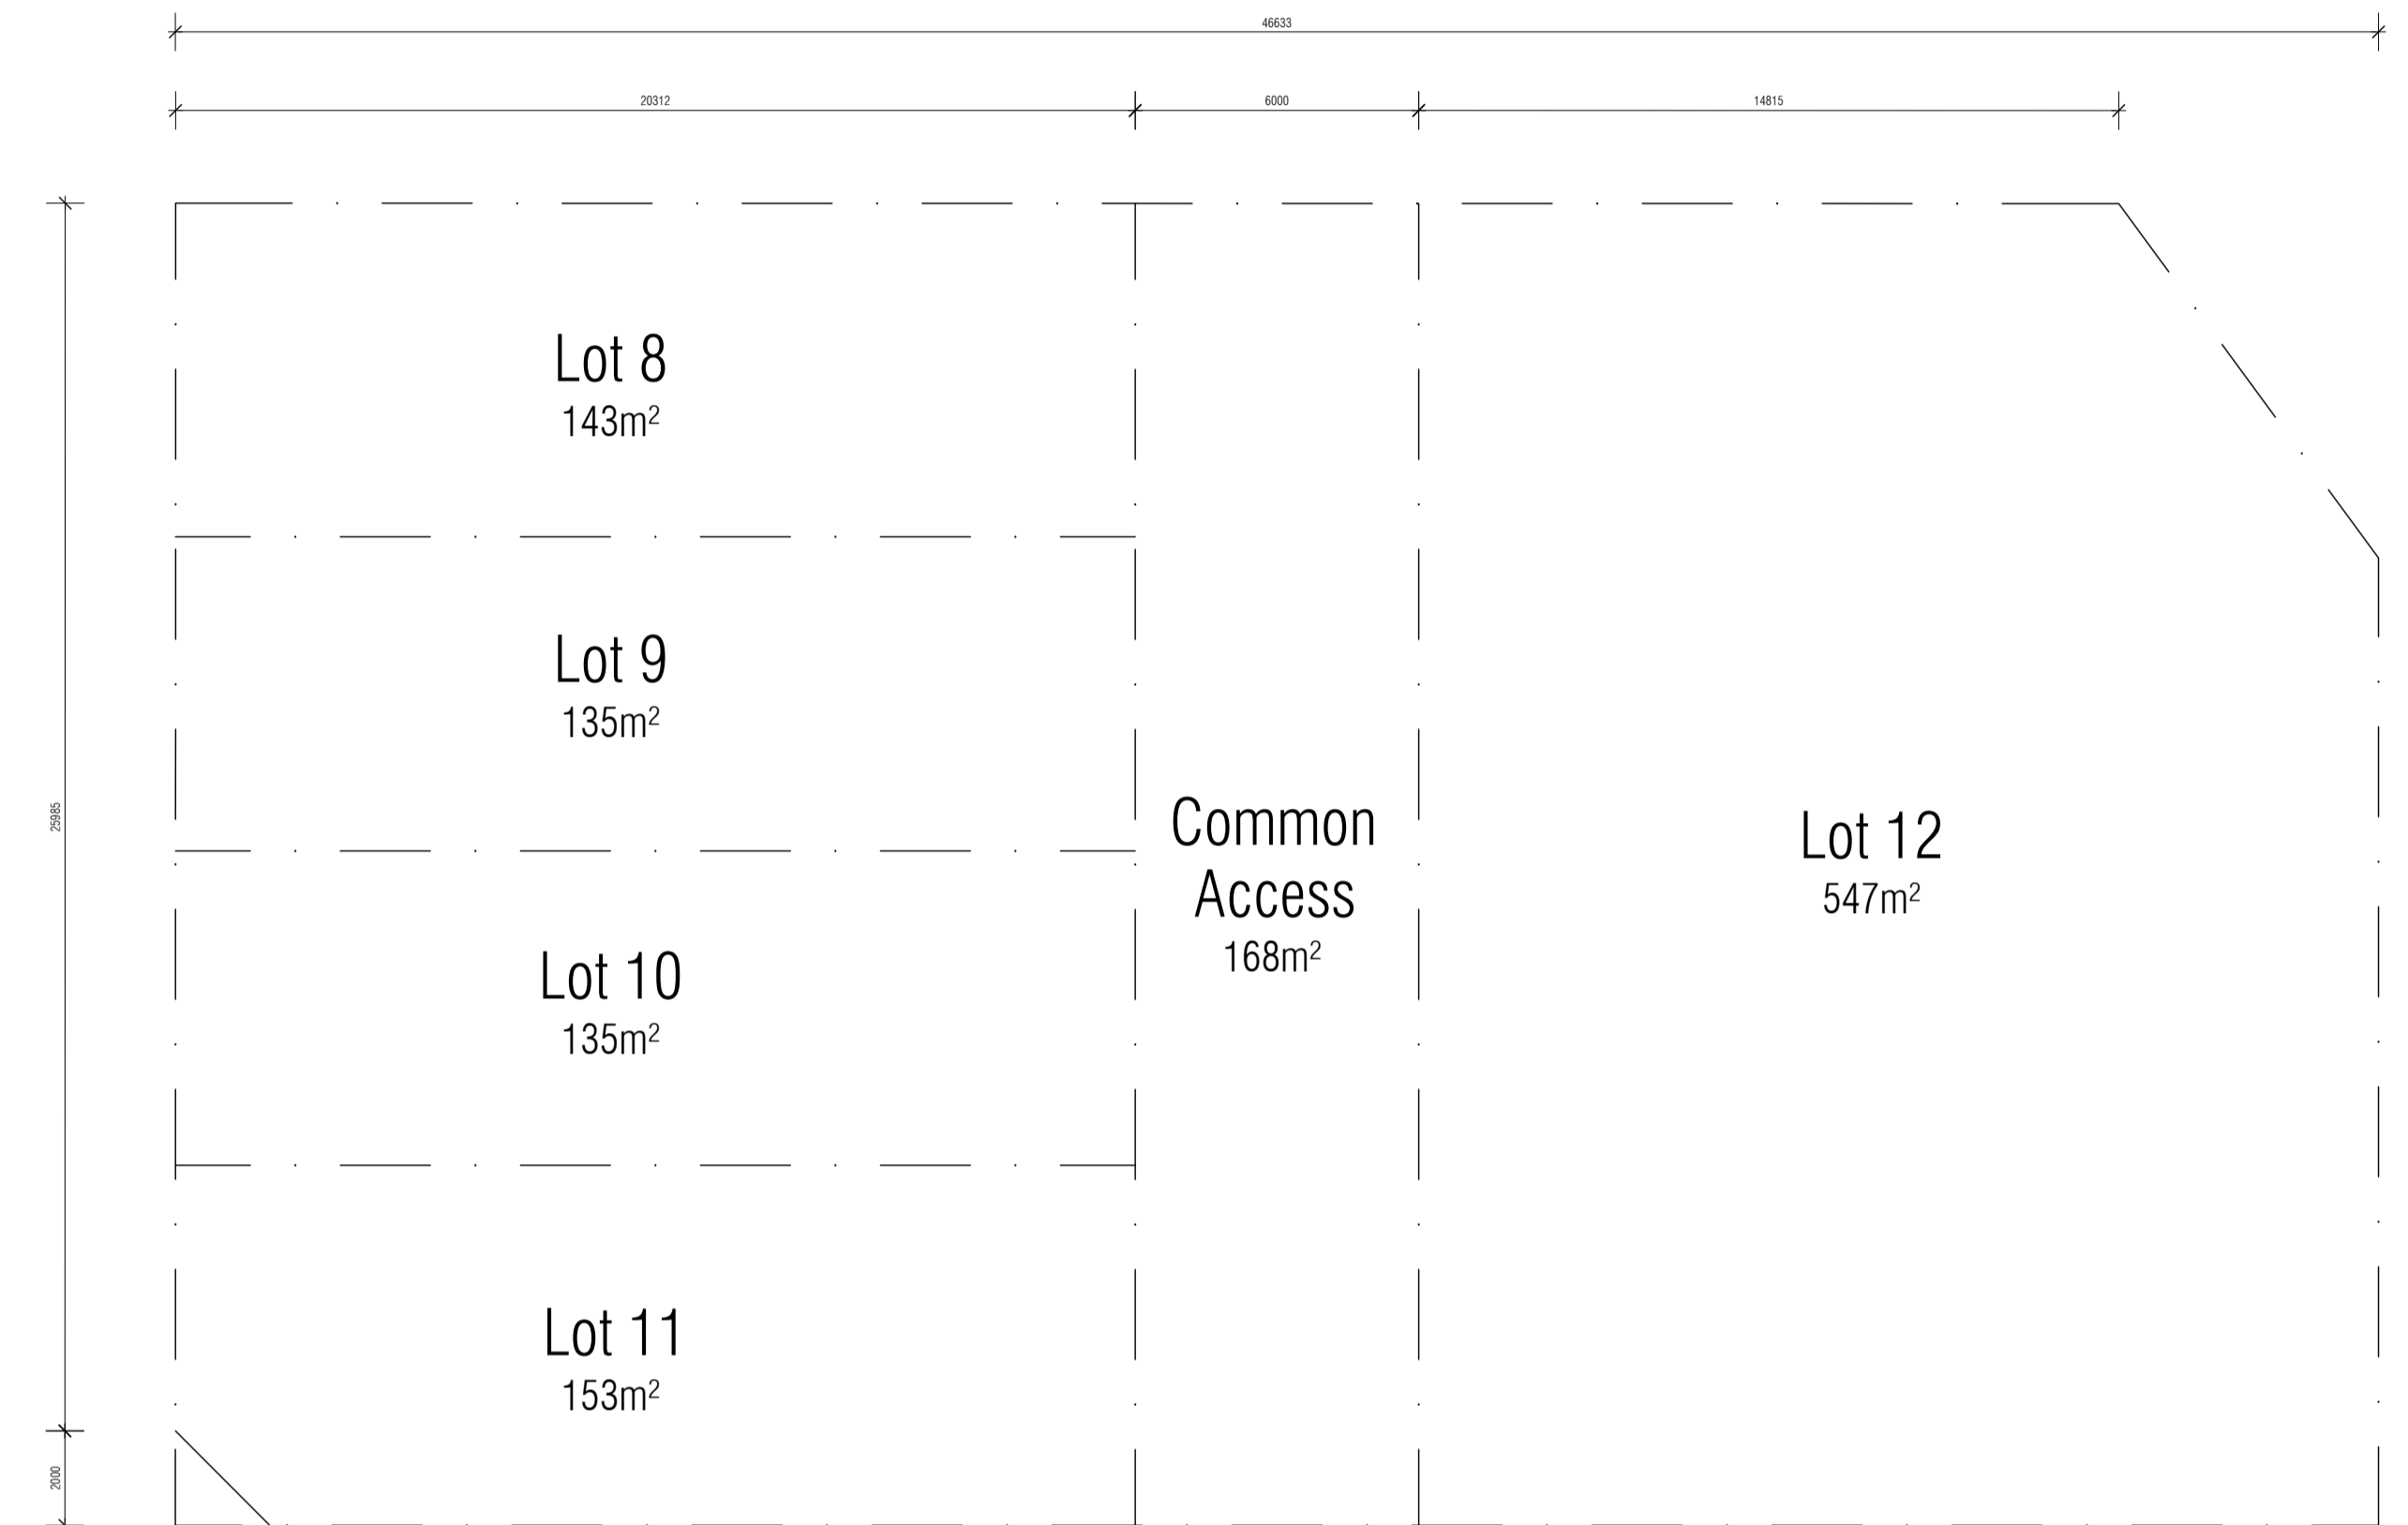 46633
20312
6000
14815
Lot 8
143m²
Lot 9
135m²
25985
Common
Access
168m²
Lot 12
547m²
Lot 10
135m²
Lot 11
153m²
2000